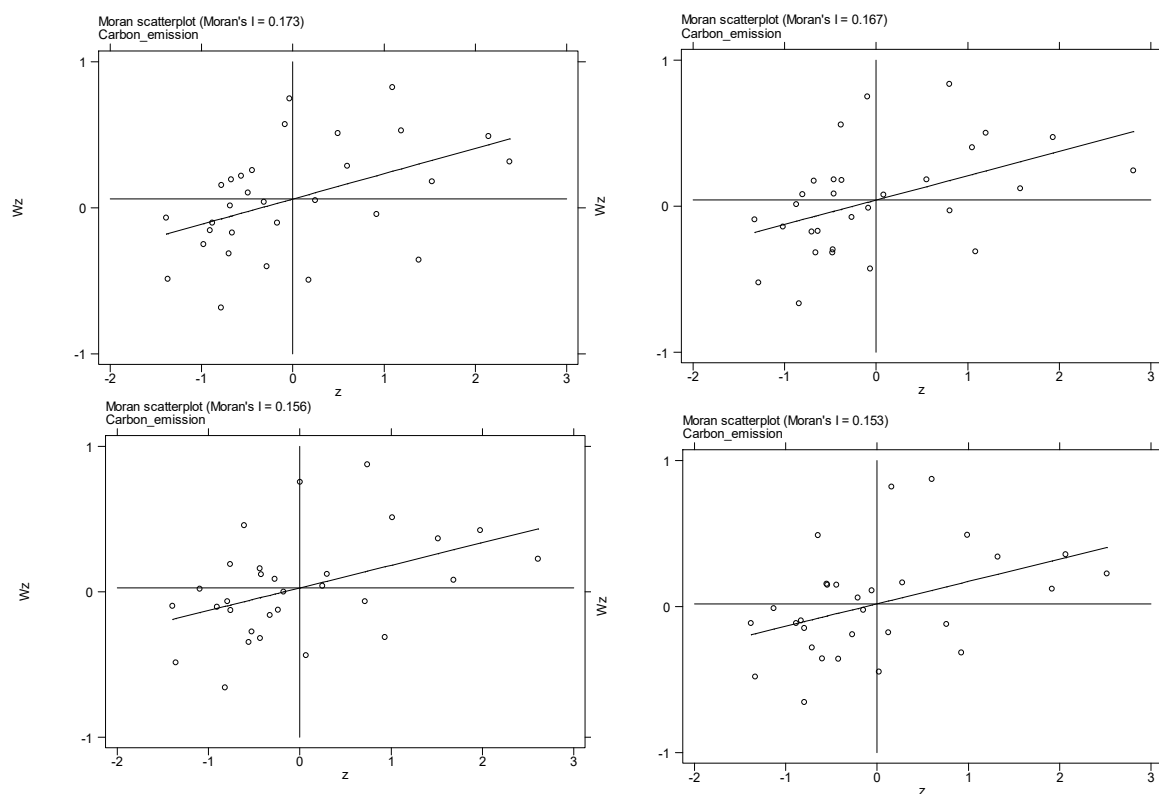 Moran scatterplot (Moran's I = 0.173)
Carbon_emission
1
0
-1
Wz
-2 -1 0 1 2 3
z
Moran scatterplot (Moran's I = 0.167)
Carbon_emission
1
0
-1
Wz
-2 -1 0 1 2 3
z
Moran scatterplot (Moran's I = 0.156)
Carbon_emission
1
0
-1
Wz
-2 -1 0 1 2 3
z
Moran scatterplot (Moran's I = 0.153)
Carbon_emission
1
0
-1
Wz
-2 -1 0 1 2 3
z